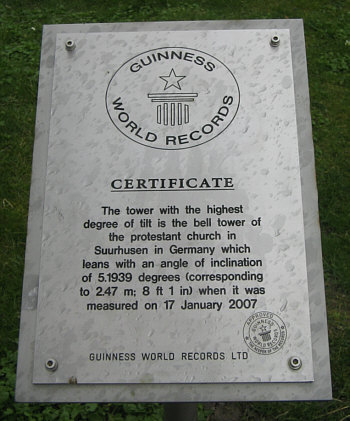 GUINNESS
WORLD RECORDS
CERTIFICATE
The tower with the highest
degree of tilt is the bell tower of
the protestant church in
Suurhusen in Germany which
leans with an angle of inclination
of 5.1939 degrees (corresponding
to 2.47 m; 8 ft 1 in) when it was
measured on 17 January 2007
APPROVED
GUINNESS WORLD RECORDS LTD